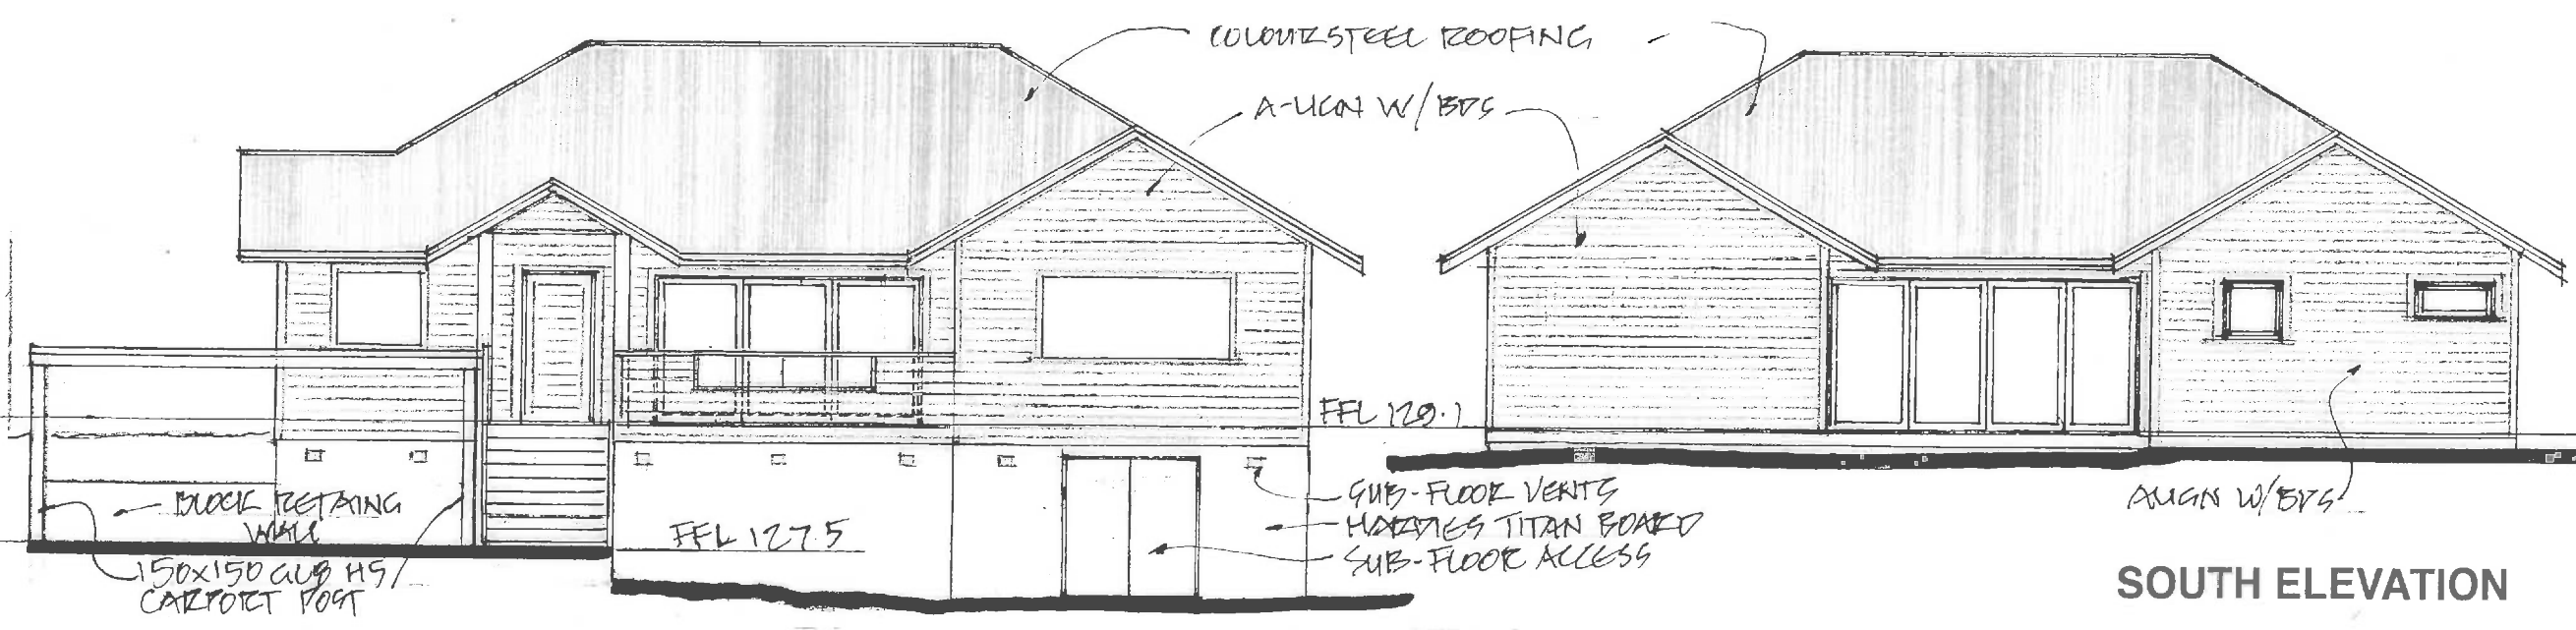 COLOURSTEEL ROOFING
A-LIGN W/BDS
FFL 129.1
SUB-FLOOR VENTS
HARDIES TITAN BOARD
SUB-FLOOR ACCESS
BLOCK RETAING
WALL
FFL 127.5
150x150 GLB H5/
CARPORT POST
ALIGN W/BDS
SOUTH ELEVATION